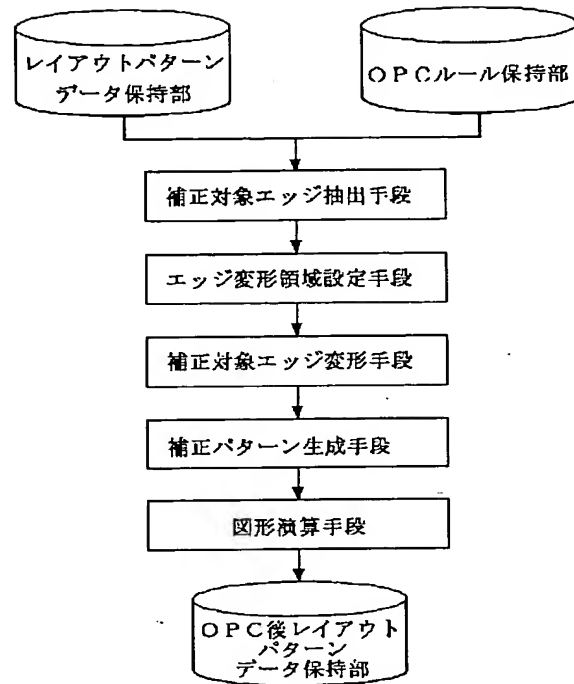 レイアウトパターン
データ保持部
OPCルール保持部
補正対象エッジ抽出手段
エッジ変形領域設定手段
補正対象エッジ変形手段
補正パターン生成手段
図形演算手段
OPC後レイアウト
パターン
データ保持部